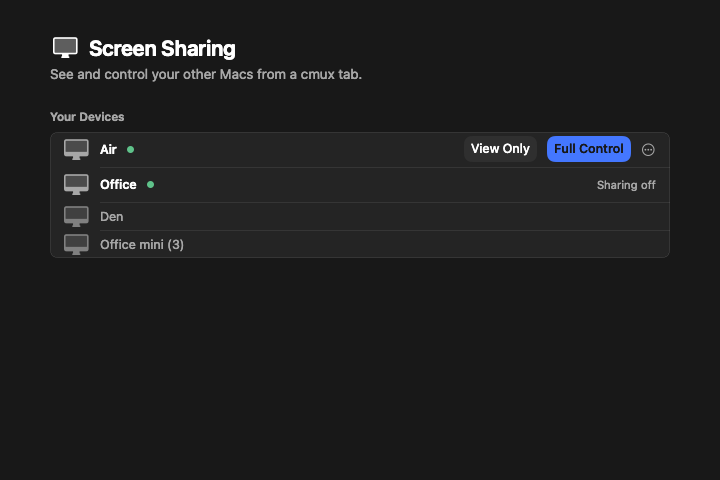 Screen Sharing
See and control your other Macs from a cmux tab.
Your Devices
Air View Only Full Control
Office Sharing off
Den
Office mini (3)